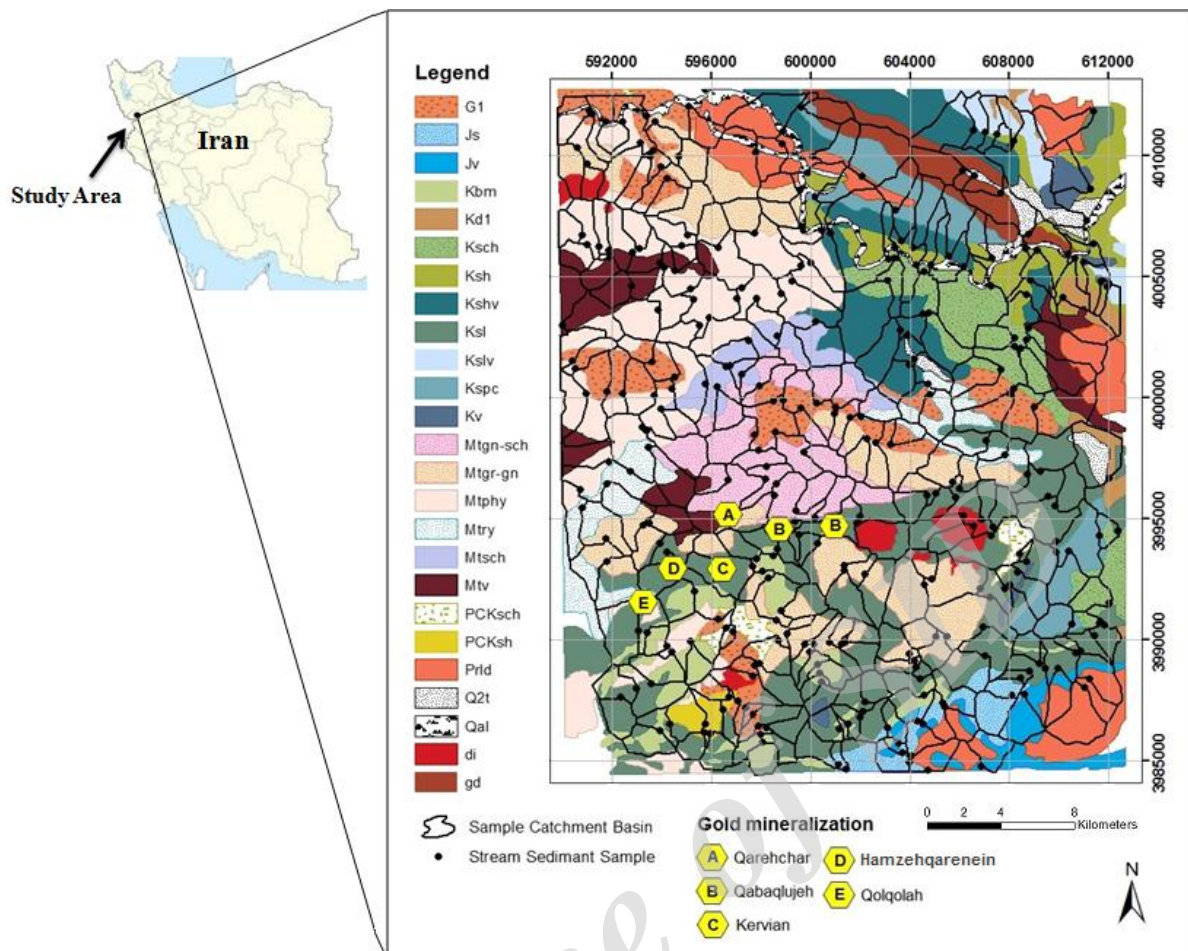 Iran
Study Area
Legend
G1
Js
Jv
Kbm
Kd1
Ksch
Ksh
Kshv
Ksl
Kslv
Kspc
Kv
Mtgn-sch
Mtgr-gn
Mtphy
Mtry
Mtsch
Mtv
PCKsch
PCKsh
Prld
Q2t
Qal
di
gd
592000 596000 600000 604000 608000 612000
4010000
4005000
4000000
3995000
3990000
3985000
A
B
B
D
C
E
Sample Catchment Basin
Stream Sedimant Sample
0 2 4 8
Kilometers
Gold mineralization
A Qarehchar
B Qabaqlujeh
C Kervian
D Hamzehqarenein
E Qolqolah
N